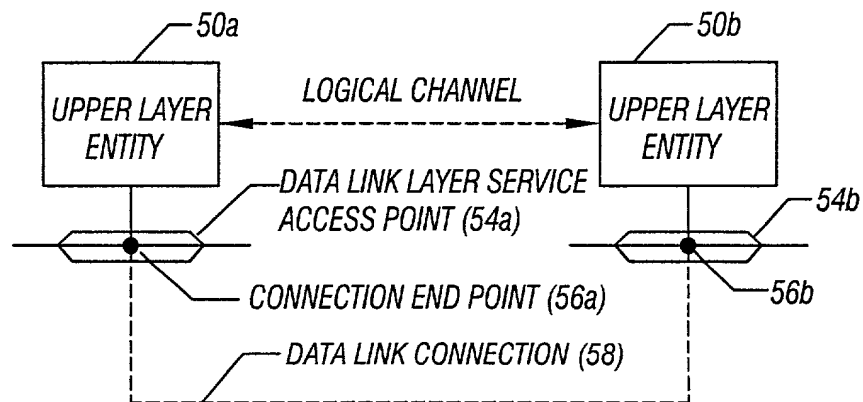 50a
50b
UPPER LAYER
ENTITY
LOGICAL CHANNEL
UPPER LAYER
ENTITY
DATA LINK LAYER SERVICE
ACCESS POINT (54a)
54b
CONNECTION END POINT (56a)
56b
DATA LINK CONNECTION (58)